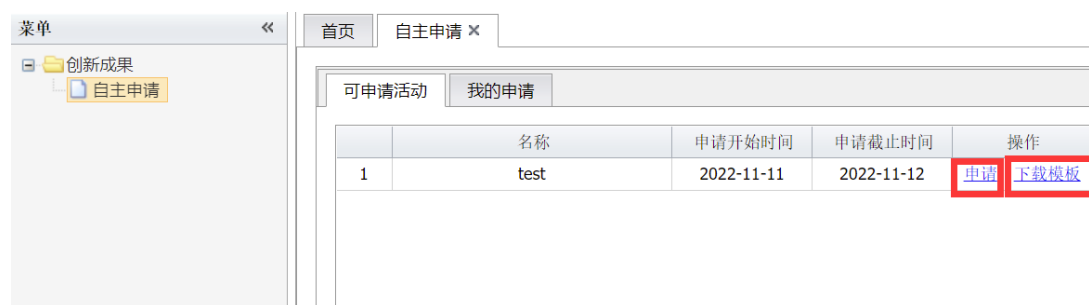 菜单 «
首页 自主申请 ×
创新成果
自主申请
可申请活动 我的申请
名称 申请开始时间 申请截止时间 操作
1 test 2022-11-11 2022-11-12 申请 下载模板